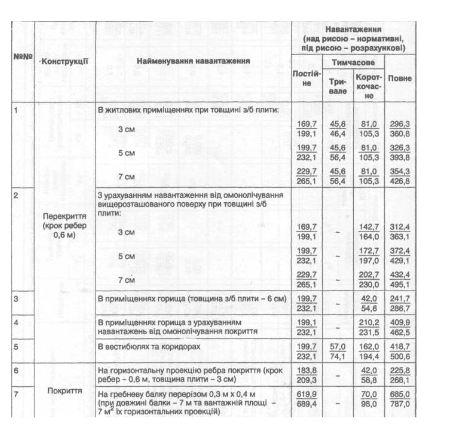 Навантаження
(над рисою – нормативні,
під рисою – розрахункові)
№№ Конструкції Найменування навантаження Постій-не Тимчасове Три-вале Корот-кочас-не Повне
1 В житлових приміщеннях при товщині з/б плити:
3 см 169,7/199,1 45,6/46,4 81,0/105,3 296,3/360,8
5 см 199,7/232,1 45,6/56,4 81,0/105,3 326,3/393,8
7 см 229,7/265,1 45,6/56,4 81,0/105,3 354,3/426,8
2 Перекриття (крок ребер 0,6 м) З урахуванням навантаження від омонолічування
вищерозташованого поверху при товщині з/б
плити:
3 см 169,7/199,1 – 142,7/164,0 312,4/363,1
5 см 199,7/232,1 – 172,7/197,0 372,4/429,1
7 см 229,7/265,1 – 202,7/230,0 432,4/495,1
3 В приміщеннях горища (товщина з/б плити – 6 см) 199,7/232,1 – 42,0/54,6 241,7/286,7
4 В приміщеннях горища з урахуванням
навантажень від омонолічування покриття 199,1/232,1 – 210,2/231,5 409,9/462,5
5 В вестибюлях та коридорах 199,7/232,1 57,0/74,1 162,0/194,4 418,7/500,6
6 Покриття На горизонтальну проекцію ребра покриття (крок
ребер – 0,6 м, товщина плити – 3 см) 183,8/209,3 – 42,0/58,8 225,8/268,1
7 На гребневу балку перерізом 0,3 м х 0,4 м
(при довжині балки – 7 м та вантажній площі –
7 м² їх горизонтальних проекцій) 619,9/689,4 – 70,0/98,0 685,0/787,0